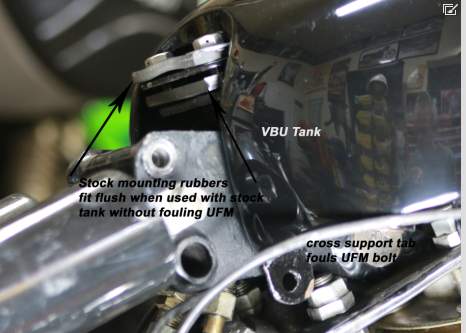 VBU Tank
Stock mounting rubbers
fit flush when used with stock
tank without fouling UFM
cross support tab
fouls UFM bolt